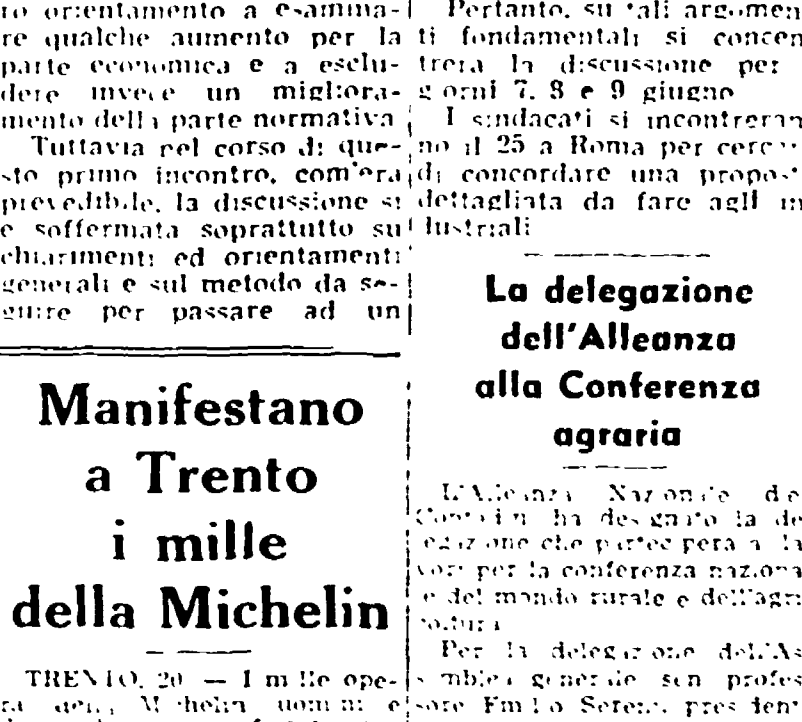 ro orientamento a esamina-
re qualche aumento per la
parte economica e a esclu-
dere invece un migliora-
mento della parte normativa
Tuttavia nel corso di que-
sto primo incontro, com'era
prevedibile, la discussione si
e soffermata soprattutto su
chiarimenti ed orientamenti
generali e sul metodo da se-
guire per passare ad un
Manifestano
a Trento
i mille
della Michelin
TRENTO, 20 — I mille ope-
Michelin uomini e
Pertanto, su tali argomen
ti fondamentali si concen
trera la discussione per
giorni 7, 8 e 9 giugno
I sindacati si incontreran
no il 25 a Roma per cercar
di concordare una propost
dettagliata da fare agli in
dustriali
La delegazione
dell'Alleanza
alla Conferenza
agraria
L'Alleanza Nazionale dei
Contadini ha designato la de
legazione che partecipera ai la
vori per la conferenza naziona
le del mondo rurale e dell'agri
coltura
Per la delegazione dell'As
semblea generale sen profes
sore Emilio Sereni, president